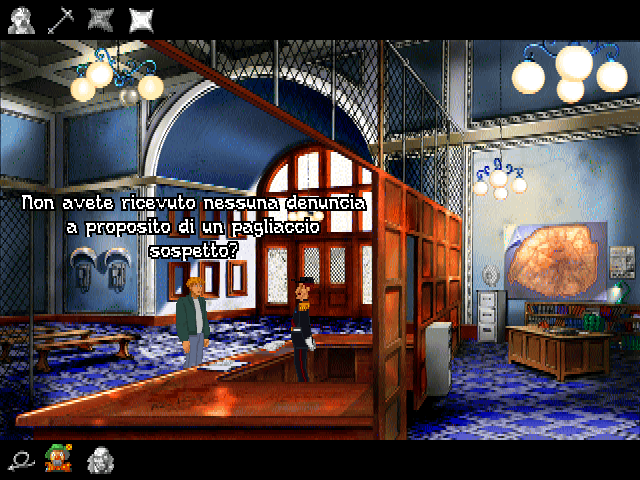 Non avete ricevuto nessuna denuncia
a proposito di un pagliaccio
sospetto?